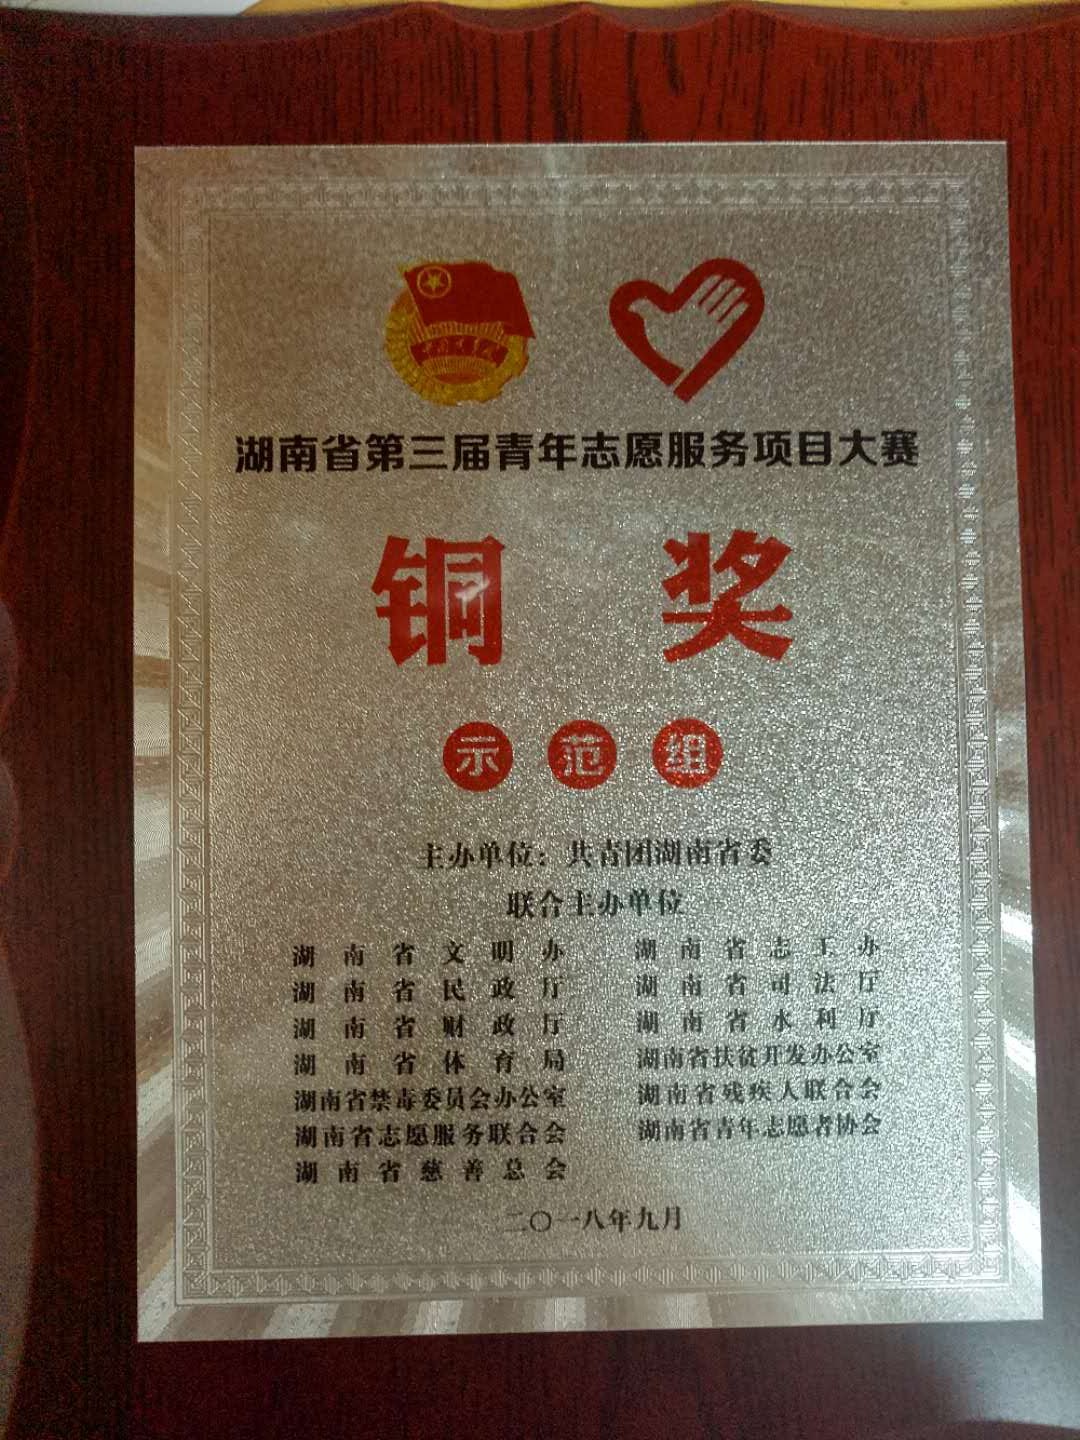 湖南省第三届青年志愿服务项目大赛
铜奖
示范组
主办单位：共青团湖南省委
联合主办单位
湖南省文明办 湖南省志工办
湖南省民政厅 湖南省司法厅
湖南省财政厅 湖南省水利厅
湖南省体育局 湖南省扶贫开发办公室
湖南省禁毒委员会办公室 湖南省残疾人联合会
湖南省志愿服务联合会 湖南省青年志愿者协会
湖南省慈善总会
二〇一八年九月